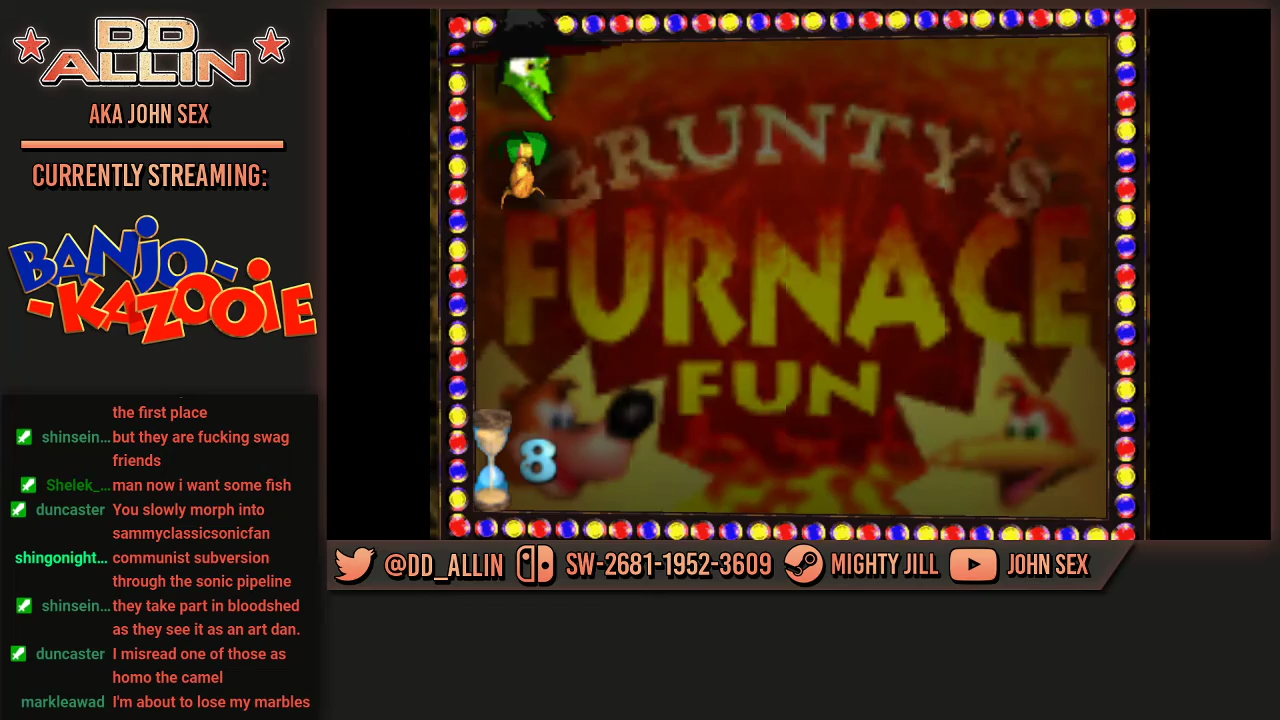 DD
ALLIN
AKA JOHN SEX
CURRENTLY STREAMING:
BANJO
-KAZOOIE
the first place
shinsein... but they are fucking swag
friends
Shelek_... man now i want some fish
duncaster You slowly morph into
sammyclassicsonicfan
shingonight... communist subversion
through the sonic pipeline
shinsein... they take part in bloodshed
as they see it as an art dan.
duncaster I misread one of those as
homo the camel
markleawad I'm about to lose my marbles
GRUNTY'S
FURNACE
FUN
8
@DD_ALLIN SW-2681-1952-3609 MIGHTY JILL JOHN SEX